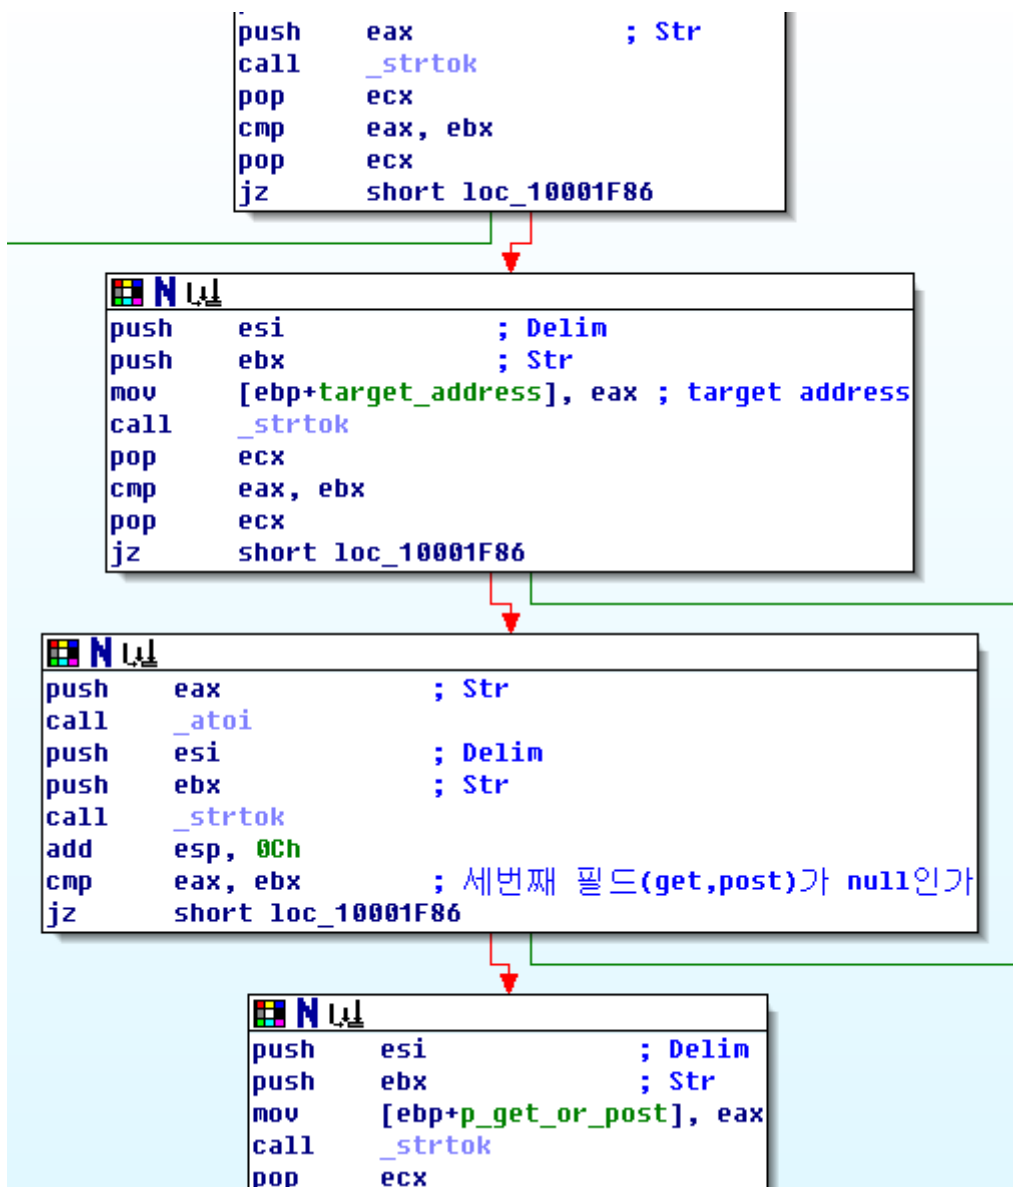 push eax ; Str
call _strtok
pop ecx
cmp eax, ebx
pop ecx
jz short loc_10001F86
N
push esi ; Delim
push ebx ; Str
mov [ebp+target_address], eax ; target address
call _strtok
pop ecx
cmp eax, ebx
pop ecx
jz short loc_10001F86
N
push eax ; Str
call _atoi
push esi ; Delim
push ebx ; Str
call _strtok
add esp, 0Ch
cmp eax, ebx ; 세번째 필드(get,post)가 null인가
jz short loc_10001F86
N
push esi ; Delim
push ebx ; Str
mov [ebp+p_get_or_post], eax
call _strtok
pop ecx